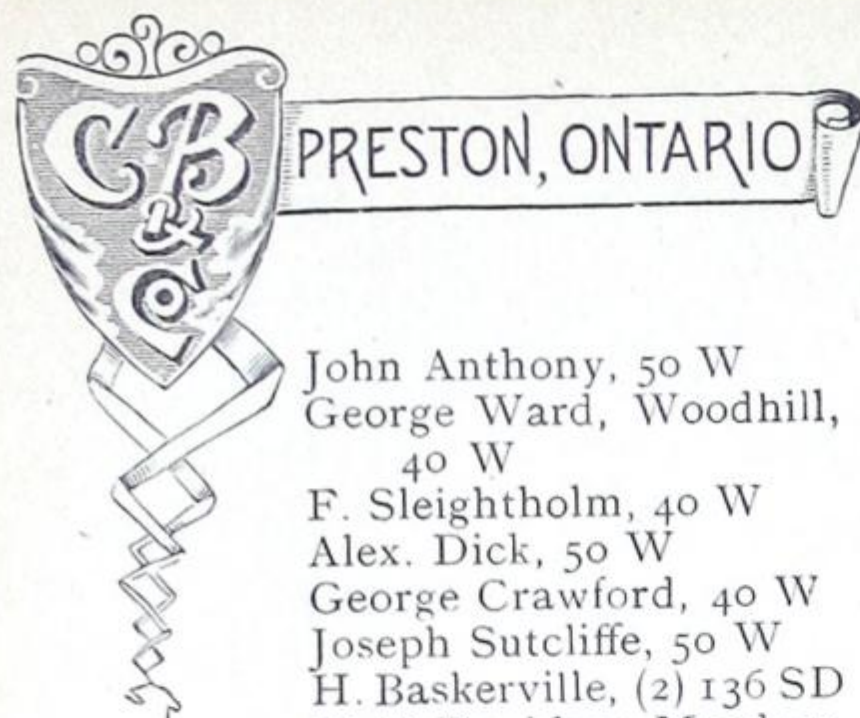 CB
&
Co
PRESTON, ONTARIO
John Anthony, 50 W
George Ward, Woodhill,
40 W
F. Sleightholm, 40 W
Alex. Dick, 50 W
George Crawford, 40 W
Joseph Sutcliffe, 50 W
H. Baskerville, (2) 136 SD